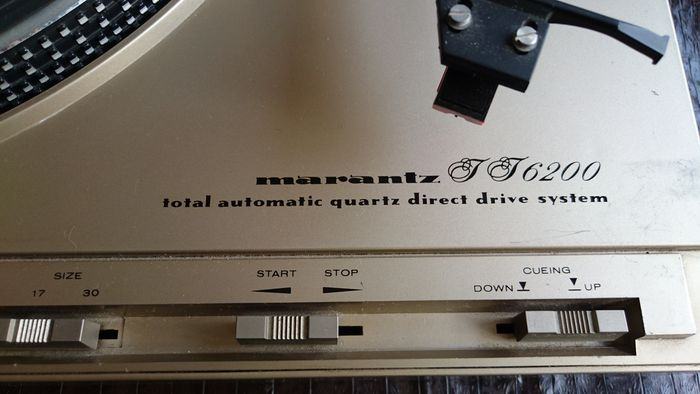 marantz TT6200
total automatic quartz direct drive system
SIZE
17 30
START STOP
CUEING
DOWN UP